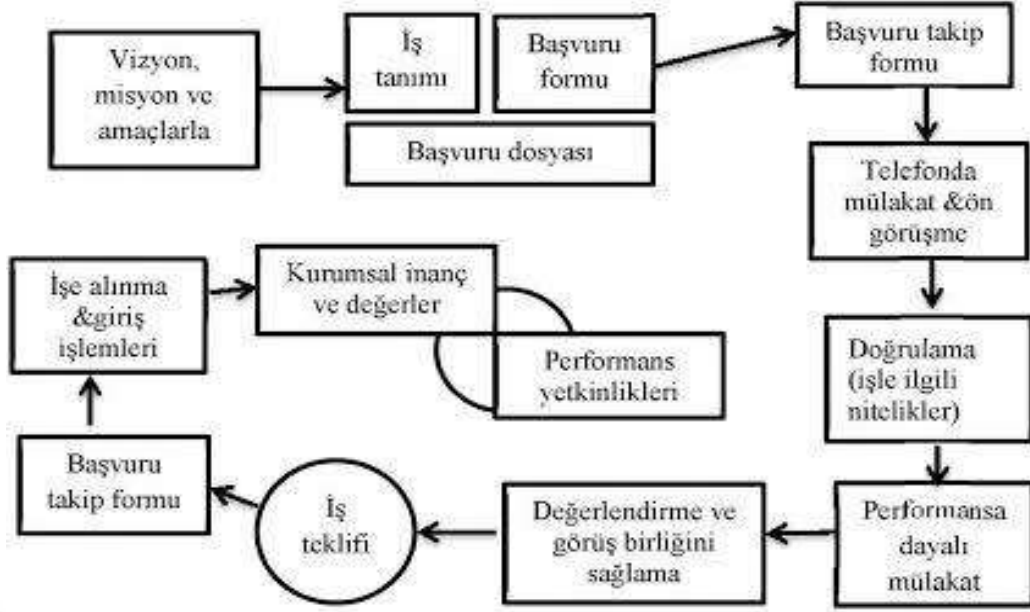 Vizyon,
misyon ve
amaçlarla
İş
tanımı
Başvuru
formu
Başvuru dosyası
Başvuru takip
formu
Telefonda
mülakat &ön
görüşme
Doğrulama
(işle ilgili
nitelikler)
Performansa
dayalı
mülakat
Değerlendirme ve
görüş birliğini
sağlama
İş
teklifi
Başvuru
takip formu
İşe alınma
&giriş
işlemleri
Kurumsal inanç
ve değerler
Performans
yetkinlikleri